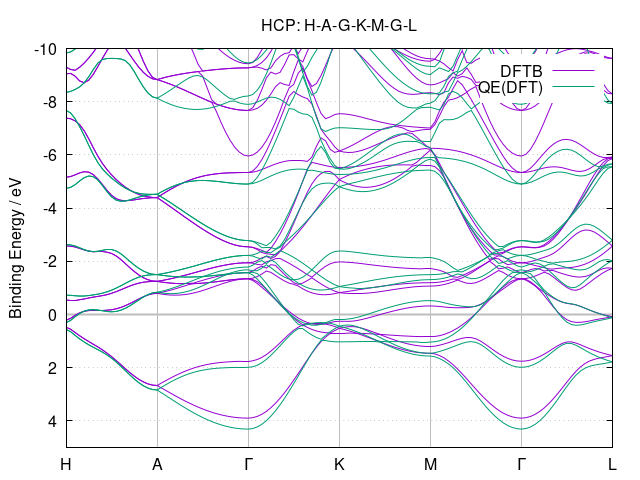 HCP: H-A-G-K-M-G-L
-10
DFTB
QE(DFT)
-8
-6
-4
-2
0
2
4
Binding Energy / eV
H A Γ K M Γ L